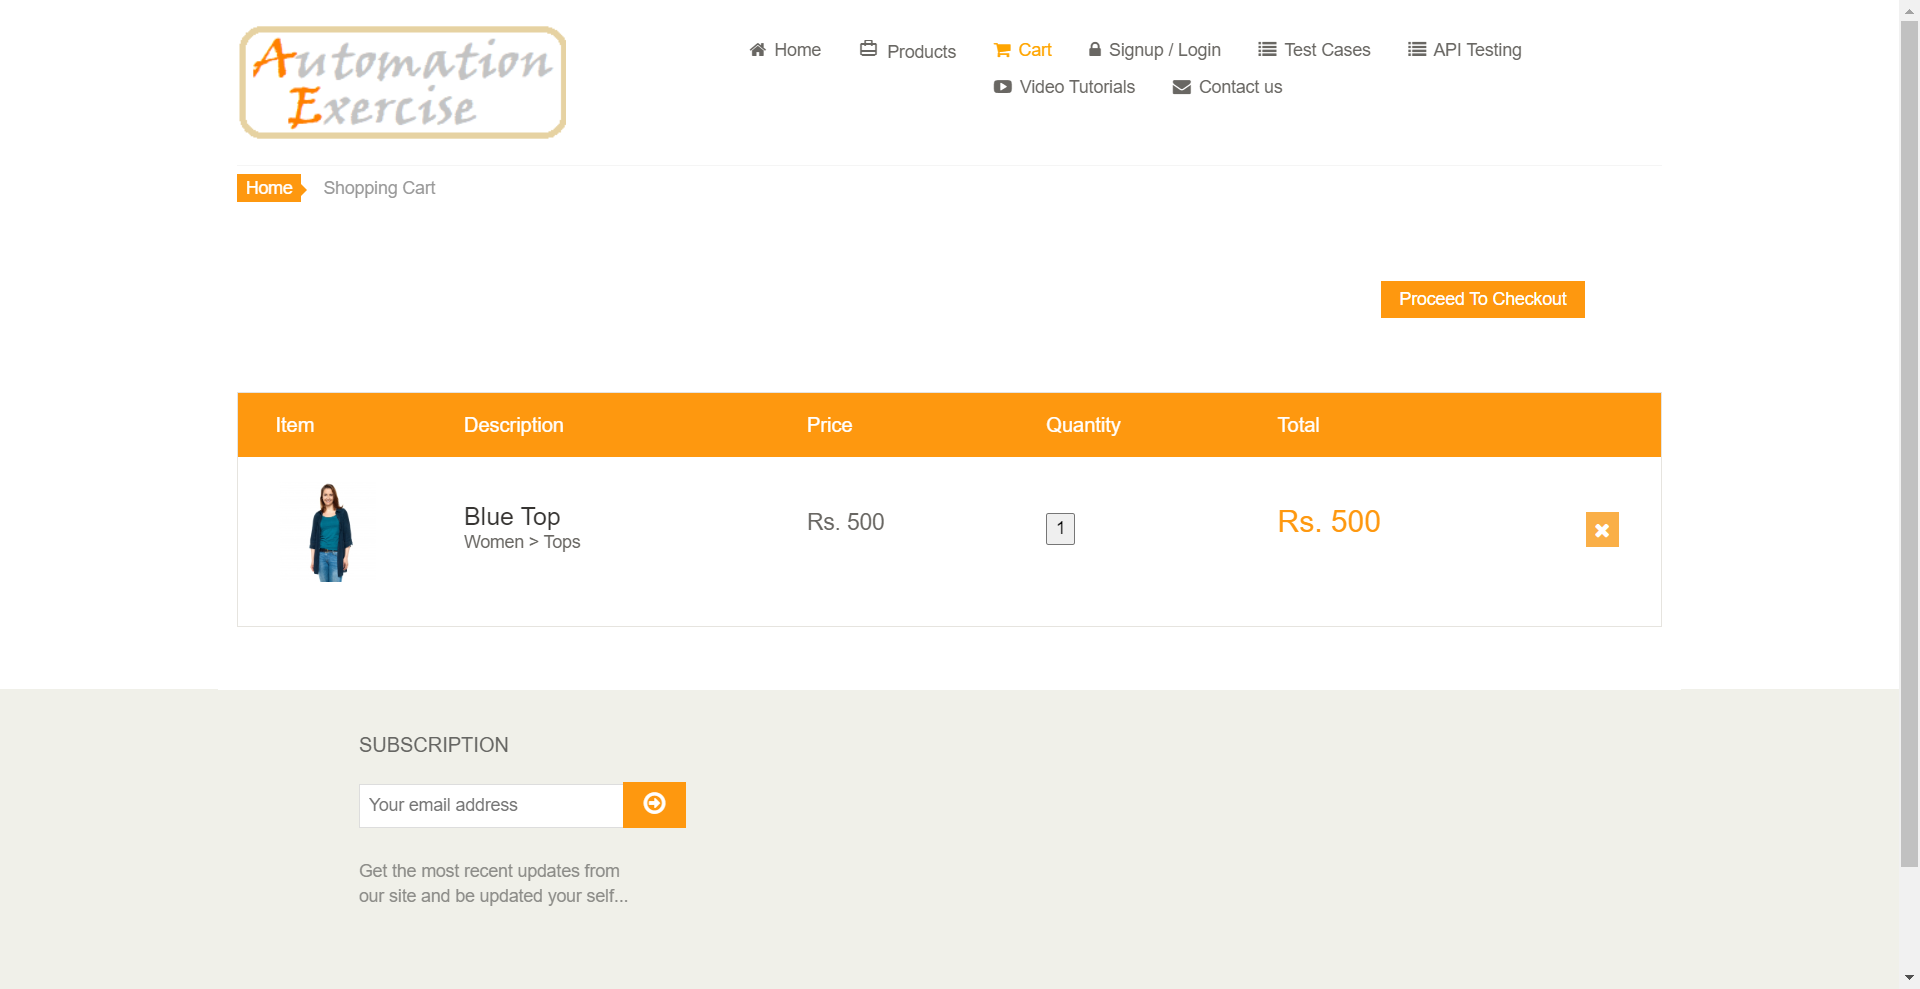 Automation
Exercise
Home
Products
Cart
Signup / Login
Test Cases
API Testing
Video Tutorials
Contact us
Home
Shopping Cart
Proceed To Checkout
Item Description Price Quantity Total
Blue Top
Women > Tops
Rs. 500
1
Rs. 500
SUBSCRIPTION
Your email address
Get the most recent updates from
our site and be updated your self...